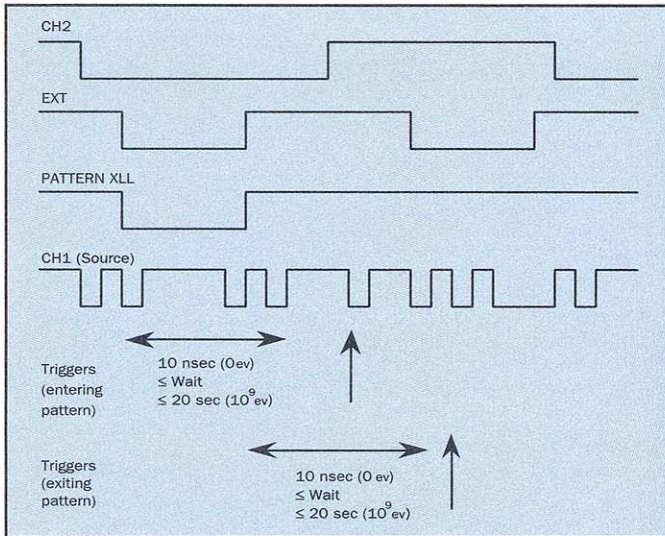 CH2
EXT
PATTERN XLL
CH1 (Source)
Triggers
(entering
pattern)
10 nsec (0ev)
≤ Wait
≤ 20 sec (10⁹ev)
Triggers
(exiting
pattern)
10 nsec (0 ev)
≤ Wait
≤ 20 sec (10⁹ev)